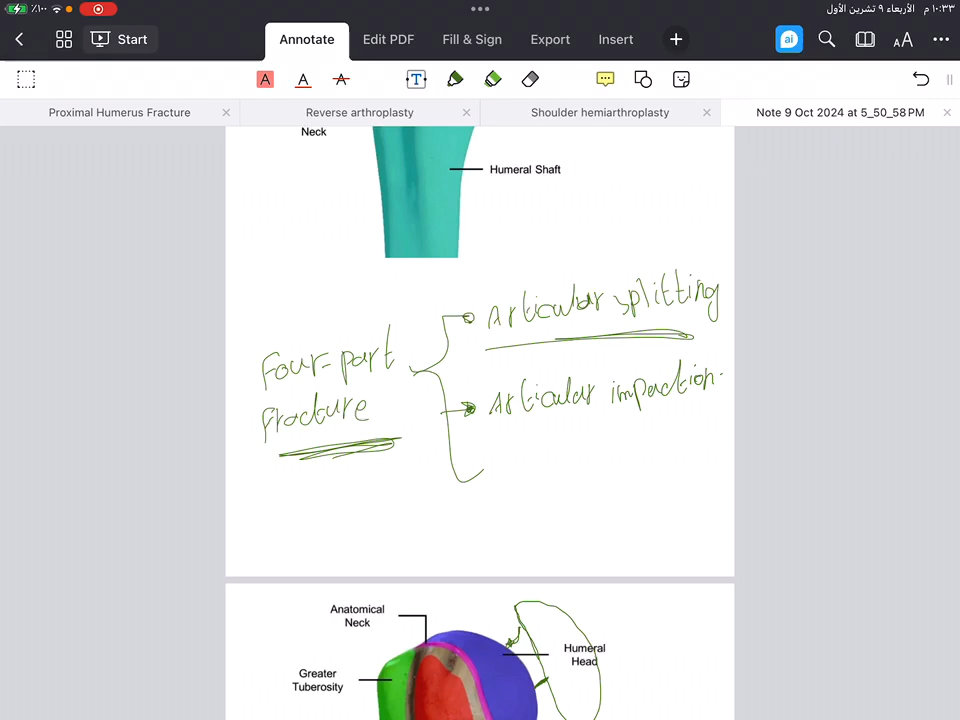 ٪١٠٠
١٠:٣٣ م الأربعاء ٩ تشرين الأول
Start
Annotate
Edit PDF
Fill & Sign
Export
Insert
ai
Proximal Humerus Fracture
Reverse arthroplasty
Shoulder hemiarthroplasty
Note 9 Oct 2024 at 5_50_58 PM
Neck
Humeral Shaft
Articular splitting
Four-part
fracture
Articular impaction
Anatomical
Neck
Humeral
Head
Greater
Tuberosity